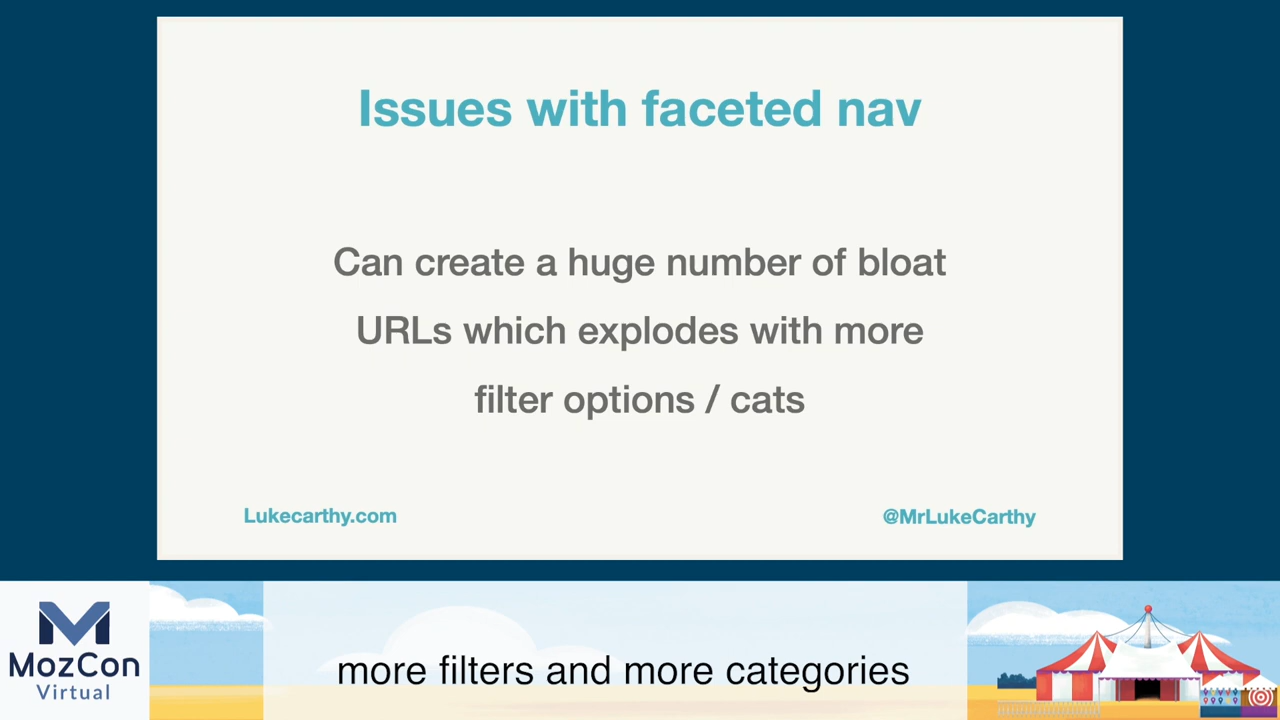 Issues with faceted nav
Can create a huge number of bloat
URLs which explodes with more
filter options / cats
Lukecarthy.com
@MrLukeCarthy
MozCon
Virtual
more filters and more categories